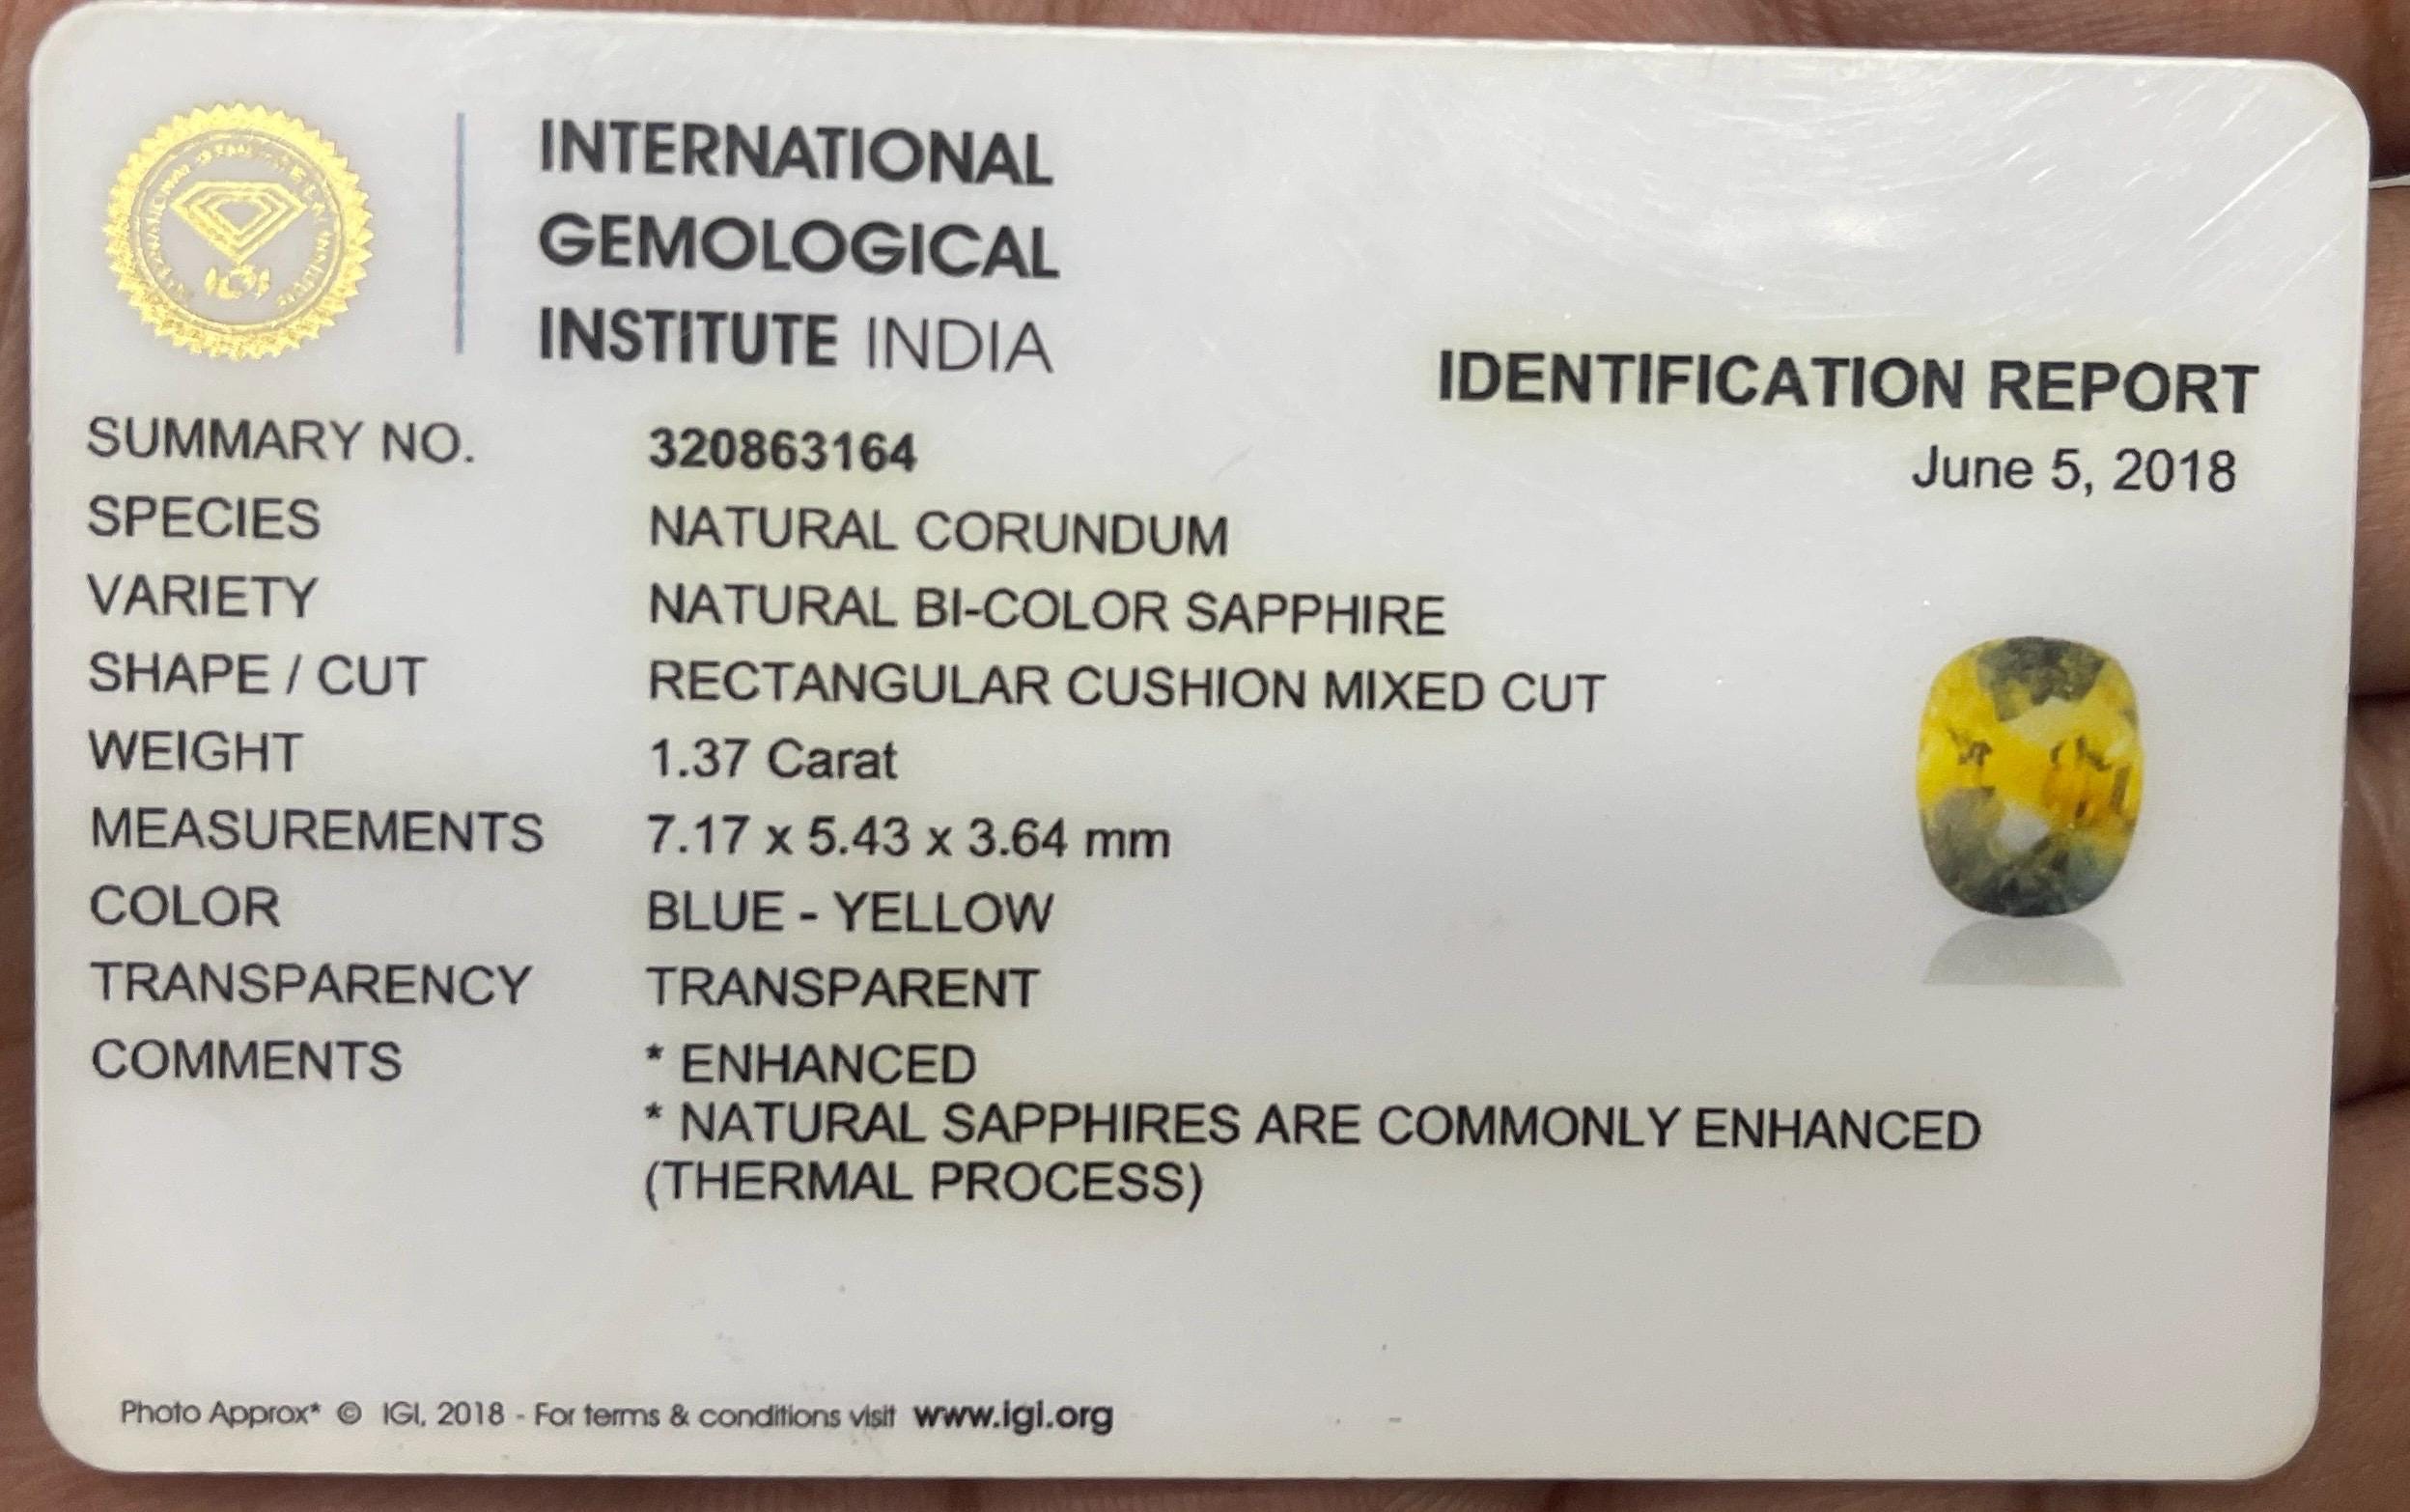 INTERNATIONAL
GEMOLOGICAL
INSTITUTE INDIA
IGI
IDENTIFICATION REPORT
June 5, 2018
SUMMARY NO. 320863164
SPECIES NATURAL CORUNDUM
VARIETY NATURAL BI-COLOR SAPPHIRE
SHAPE / CUT RECTANGULAR CUSHION MIXED CUT
WEIGHT 1.37 Carat
MEASUREMENTS 7.17 x 5.43 x 3.64 mm
COLOR BLUE - YELLOW
TRANSPARENCY TRANSPARENT
COMMENTS * ENHANCED
* NATURAL SAPPHIRES ARE COMMONLY ENHANCED
(THERMAL PROCESS)
Photo Approx* © IGI, 2018 - For terms & conditions visit www.igi.org